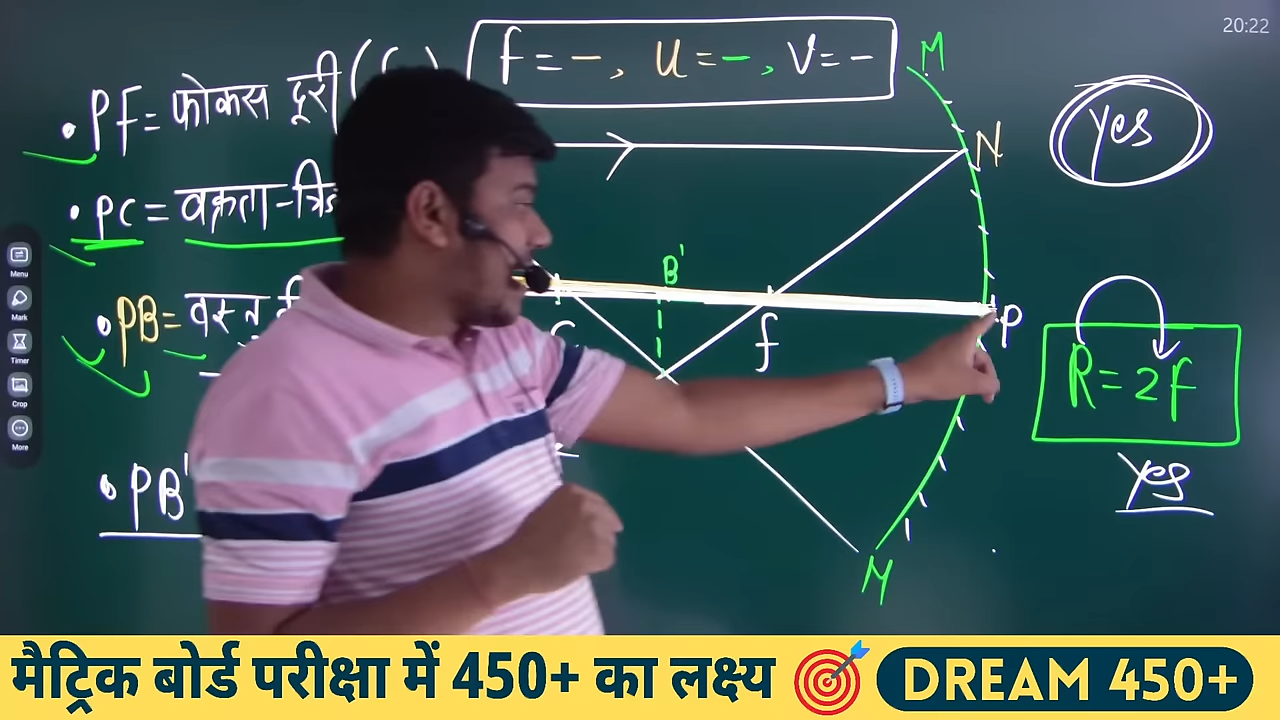 20:22
f = -, u = -, v = -
M
• PF = फोकस दूरी (
N
yes
• PC = वक्रता-
B'
• PB = वस्तु
f
P
R = 2f
yes
• PB'
M
Menu
Mark
Timer
Crop
More
मैट्रिक बोर्ड परीक्षा में 450+ का लक्ष्य
DREAM 450+